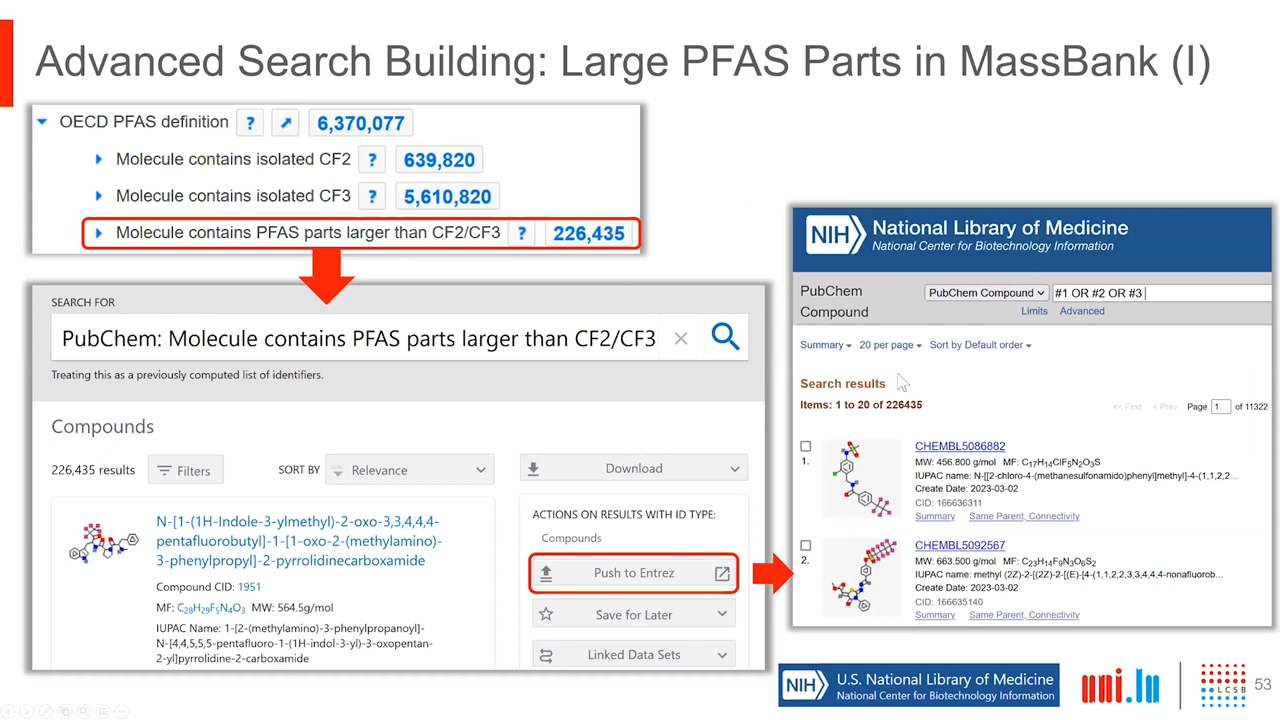 Advanced Search Building: Large PFAS Parts in MassBank (I)
OECD PFAS definition ? 6,370,077
Molecule contains isolated CF2 ? 639,820
Molecule contains isolated CF3 ? 5,610,820
Molecule contains PFAS parts larger than CF2/CF3 ? 226,435
SEARCH FOR
PubChem: Molecule contains PFAS parts larger than CF2/CF3
Treating this as a previously computed list of identifiers.
Compounds
226,435 results Filters SORT BY Relevance Download
N-[1-(1H-Indole-3-ylmethyl)-2-oxo-3,3,4,4,4-
pentafluorobutyl]-1-[1-oxo-2-(methylamino)-
3-phenylpropyl]-2-pyrrolidinecarboxamide
Compound CID: 1951
MF: C28H29F5N4O3 MW: 564.5g/mol
IUPAC Name: 1-[2-(methylamino)-3-phenylpropanoyl]-
N-[4,4,5,5,5-pentafluoro-1-(1H-indol-3-yl)-3-oxopentan-
2-yl]pyrrolidine-2-carboxamide
ACTIONS ON RESULTS WITH ID TYPE:
Compounds
Push to Entrez
Save for Later
Linked Data Sets
NIH National Library of Medicine
National Center for Biotechnology Information
PubChem
Compound
PubChem Compound #1 OR #2 OR #3
Limits Advanced
Summary 20 per page Sort by Default order
Search results
Items: 1 to 20 of 226435
<< First < Prev Page 1 of 11322
1.
CHEMBL5086882
MW: 456.800 g/mol MF: C17H14ClF5N2O3S
IUPAC name: N-[[2-chloro-4-(methanesulfonamido)phenyl]methyl]-4-(1,1,2,2...
Create Date: 2023-03-02
CID: 166636311
Summary Same Parent, Connectivity
2.
CHEMBL5092567
MW: 663.500 g/mol MF: C23H14F9N3O6S2
IUPAC name: methyl (2Z)-2-[(2Z)-2-[(E)-[4-(1,1,2,2,3,3,4,4,4-nonafluorob...
Create Date: 2023-03-02
CID: 166635140
Summary Same Parent, Connectivity
NIH U.S. National Library of Medicine
National Center for Biotechnology Information
uni.lu
LCSB
53